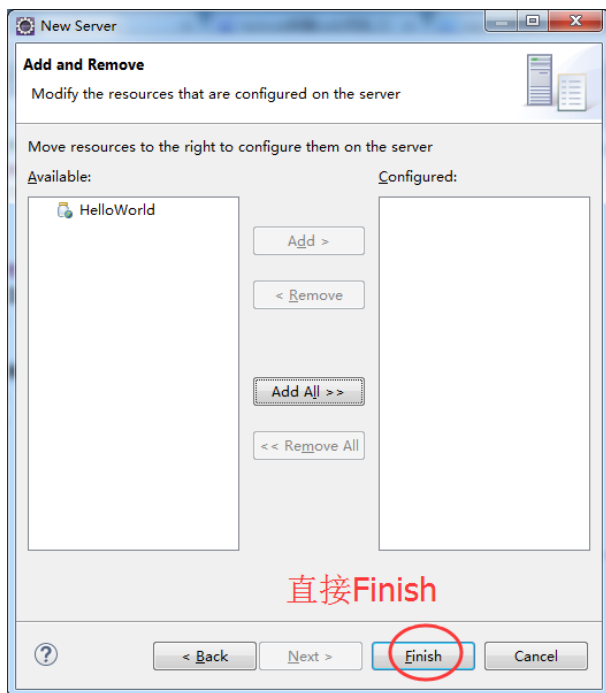 New Server
Add and Remove
Modify the resources that are configured on the server
Move resources to the right to configure them on the server
Available:
Configured:
HelloWorld
Add >
< Remove
Add All >>
<< Remove All
直接Finish
?
< Back
Next >
Finish
Cancel